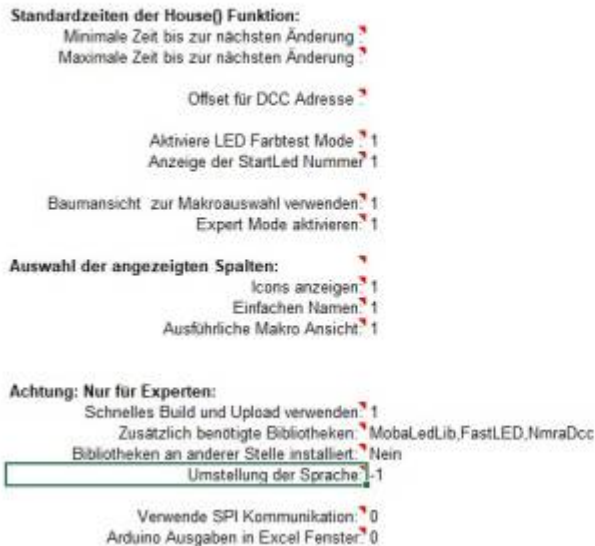 Standardzeiten der House() Funktion:
Minimale Zeit bis zur nächsten Änderung :
Maximale Zeit bis zur nächsten Änderung :
Offset für DCC Adresse :
Aktiviere LED Farbtest Mode : 1
Anzeige der StartLed Nummer 1
Baumansicht zur Makroauswahl verwenden: 1
Expert Mode aktivieren: 1
Auswahl der angezeigten Spalten:
Icons anzeigen: 1
Einfachen Namen: 1
Ausführliche Makro Ansicht: 1
Achtung: Nur für Experten:
Schnelles Build und Upload verwenden: 1
Zusätzlich benötigte Bibliotheken: MobaLedLib,FastLED,NmraDcc
Bibliotheken an anderer Stelle installiert: Nein
Umstellung der Sprache: -1
Verwende SPI Kommunikation: 0
Arduino Ausgaben in Excel Fenster: 0